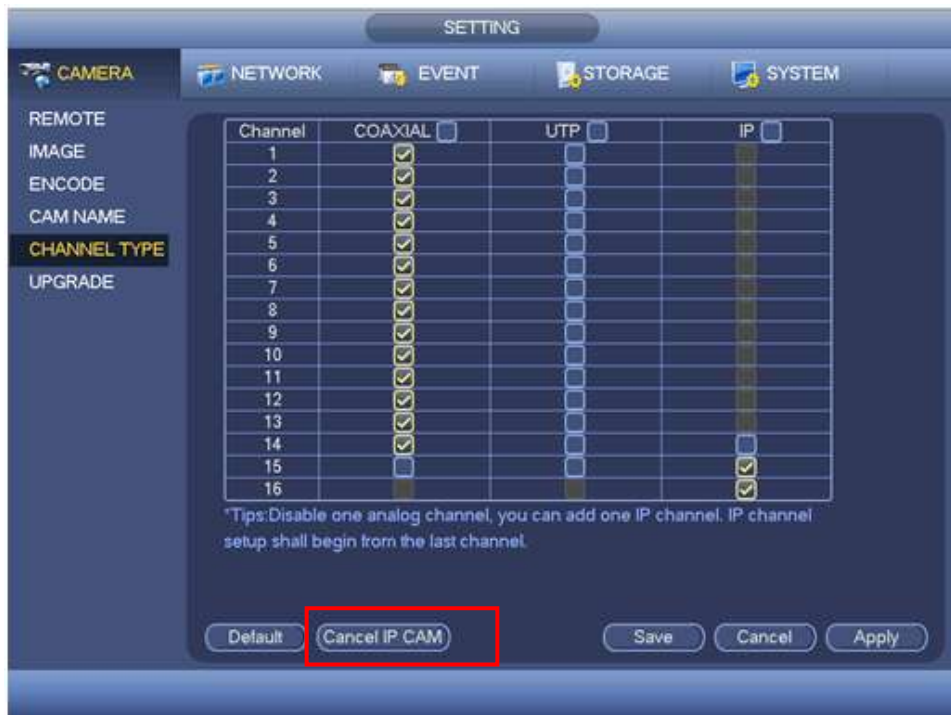 SETTING
CAMERA NETWORK EVENT STORAGE SYSTEM
REMOTE
IMAGE
ENCODE
CAM NAME
CHANNEL TYPE
UPGRADE
Channel COAXIAL UTP IP
1
2
3
4
5
6
7
8
9
10
11
12
13
14
15
16
*Tips:Disable one analog channel, you can add one IP channel. IP channel
setup shall begin from the last channel.
Default Cancel IP CAM Save Cancel Apply